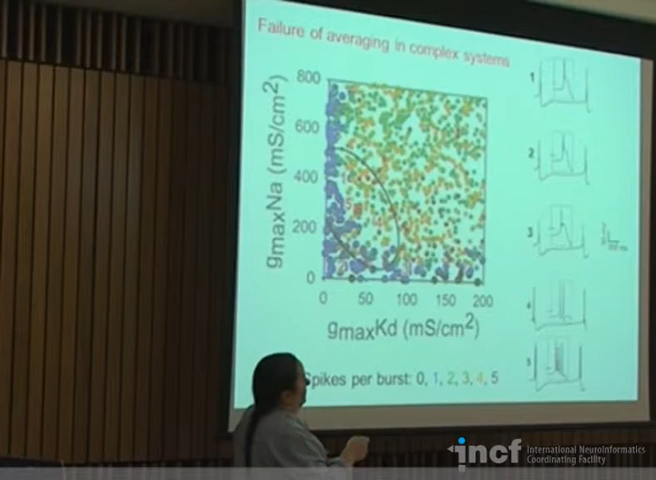 Failure of averaging in complex systems
800
600
400
200
0
gmaxNa (mS/cm2)
0 50 100 150 200
gmaxKd (mS/cm2)
Spikes per burst: 0, 1, 2, 3, 4, 5
1
2
3
4
5
incf International Neuroinformatics
Coordinating Facility